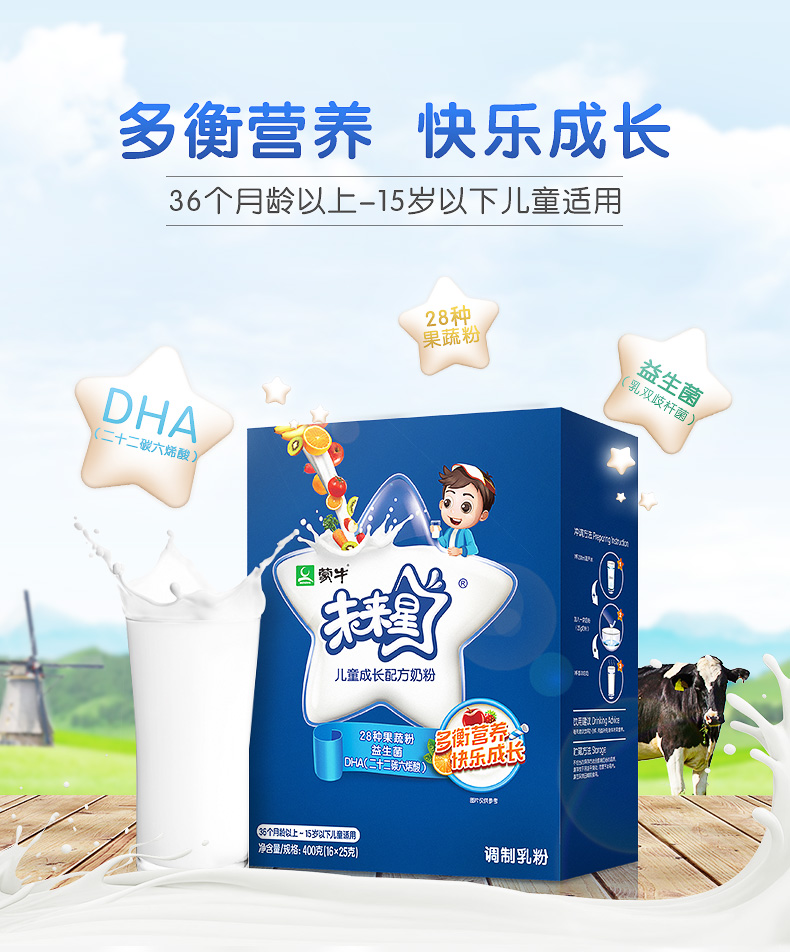 多衡营养 快乐成长
36个月龄以上-15岁以下儿童适用
28种
果蔬粉
益生菌
（乳双歧杆菌）
DHA
（二十二碳六烯酸）
冲调方法 Preparing Instruction
蒙牛
未来星®
儿童成长配方奶粉
28种果蔬粉
益生菌
DHA（二十二碳六烯酸）
多衡营养
快乐成长
图片仅供参考
饮用建议 Drinking Advice
贮藏方法 Storage
36个月龄以上-15岁以下儿童适用
净含量/规格: 400克(16×25克)
调制乳粉